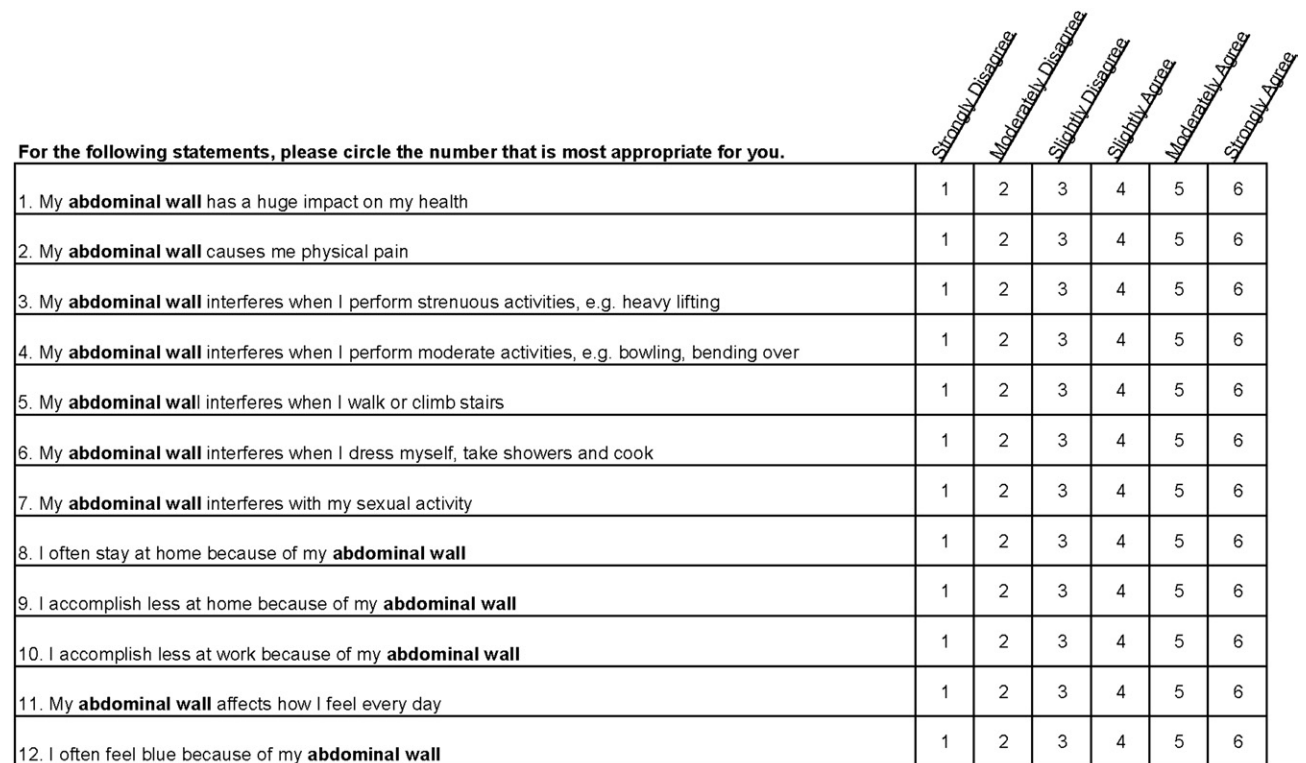 Strongly Disagree
Moderately Disagree
Slightly Disagree
Slightly Agree
Moderately Agree
Strongly Agree
For the following statements, please circle the number that is most appropriate for you.
1. My abdominal wall has a huge impact on my health 1 2 3 4 5 6
2. My abdominal wall causes me physical pain 1 2 3 4 5 6
3. My abdominal wall interferes when I perform strenuous activities, e.g. heavy lifting 1 2 3 4 5 6
4. My abdominal wall interferes when I perform moderate activities, e.g. bowling, bending over 1 2 3 4 5 6
5. My abdominal wall interferes when I walk or climb stairs 1 2 3 4 5 6
6. My abdominal wall interferes when I dress myself, take showers and cook 1 2 3 4 5 6
7. My abdominal wall interferes with my sexual activity 1 2 3 4 5 6
8. I often stay at home because of my abdominal wall 1 2 3 4 5 6
9. I accomplish less at home because of my abdominal wall 1 2 3 4 5 6
10. I accomplish less at work because of my abdominal wall 1 2 3 4 5 6
11. My abdominal wall affects how I feel every day 1 2 3 4 5 6
12. I often feel blue because of my abdominal wall 1 2 3 4 5 6